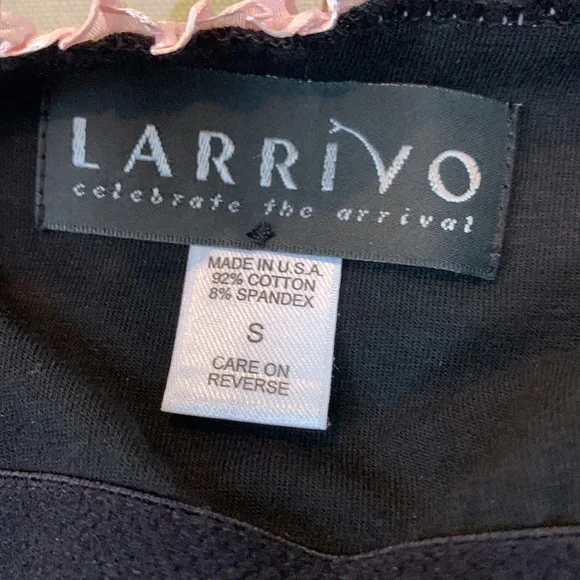 LARRIVO
celebrate the arrival
MADE IN U.S.A.
92% COTTON
8% SPANDEX
S
CARE ON
REVERSE